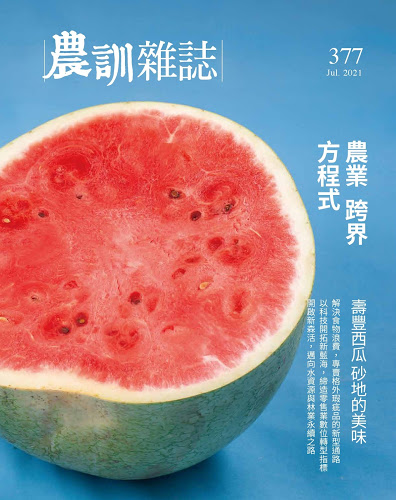 農訓雜誌
377
Jul. 2021
農業 跨界
方程式
壽豐西瓜 砂地的美味
解決食物浪費，專賣格外瑕疵品的新型通路
以科技開拓新藍海，締造零售業數位轉型指標
開啟新森活，邁向水資源與林業永續之路